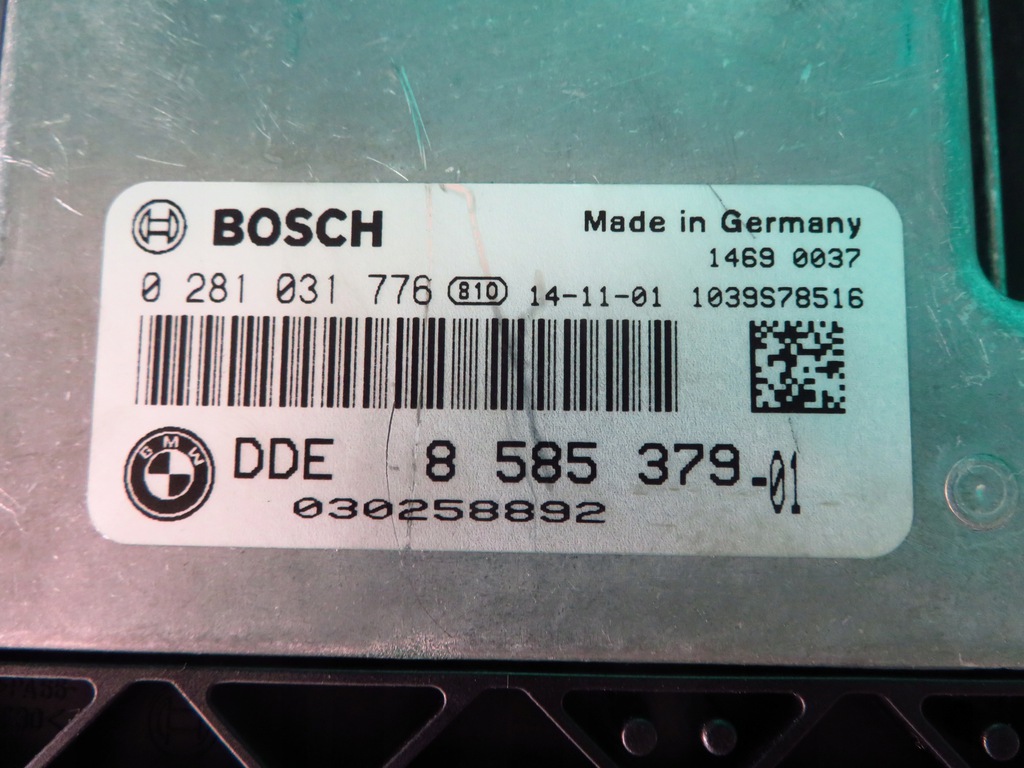 BOSCH
Made in Germany
1469 0037
0 281 031 776 810 14-11-01 1039S78516
BMW
DDE 8 585 379-01
030258892